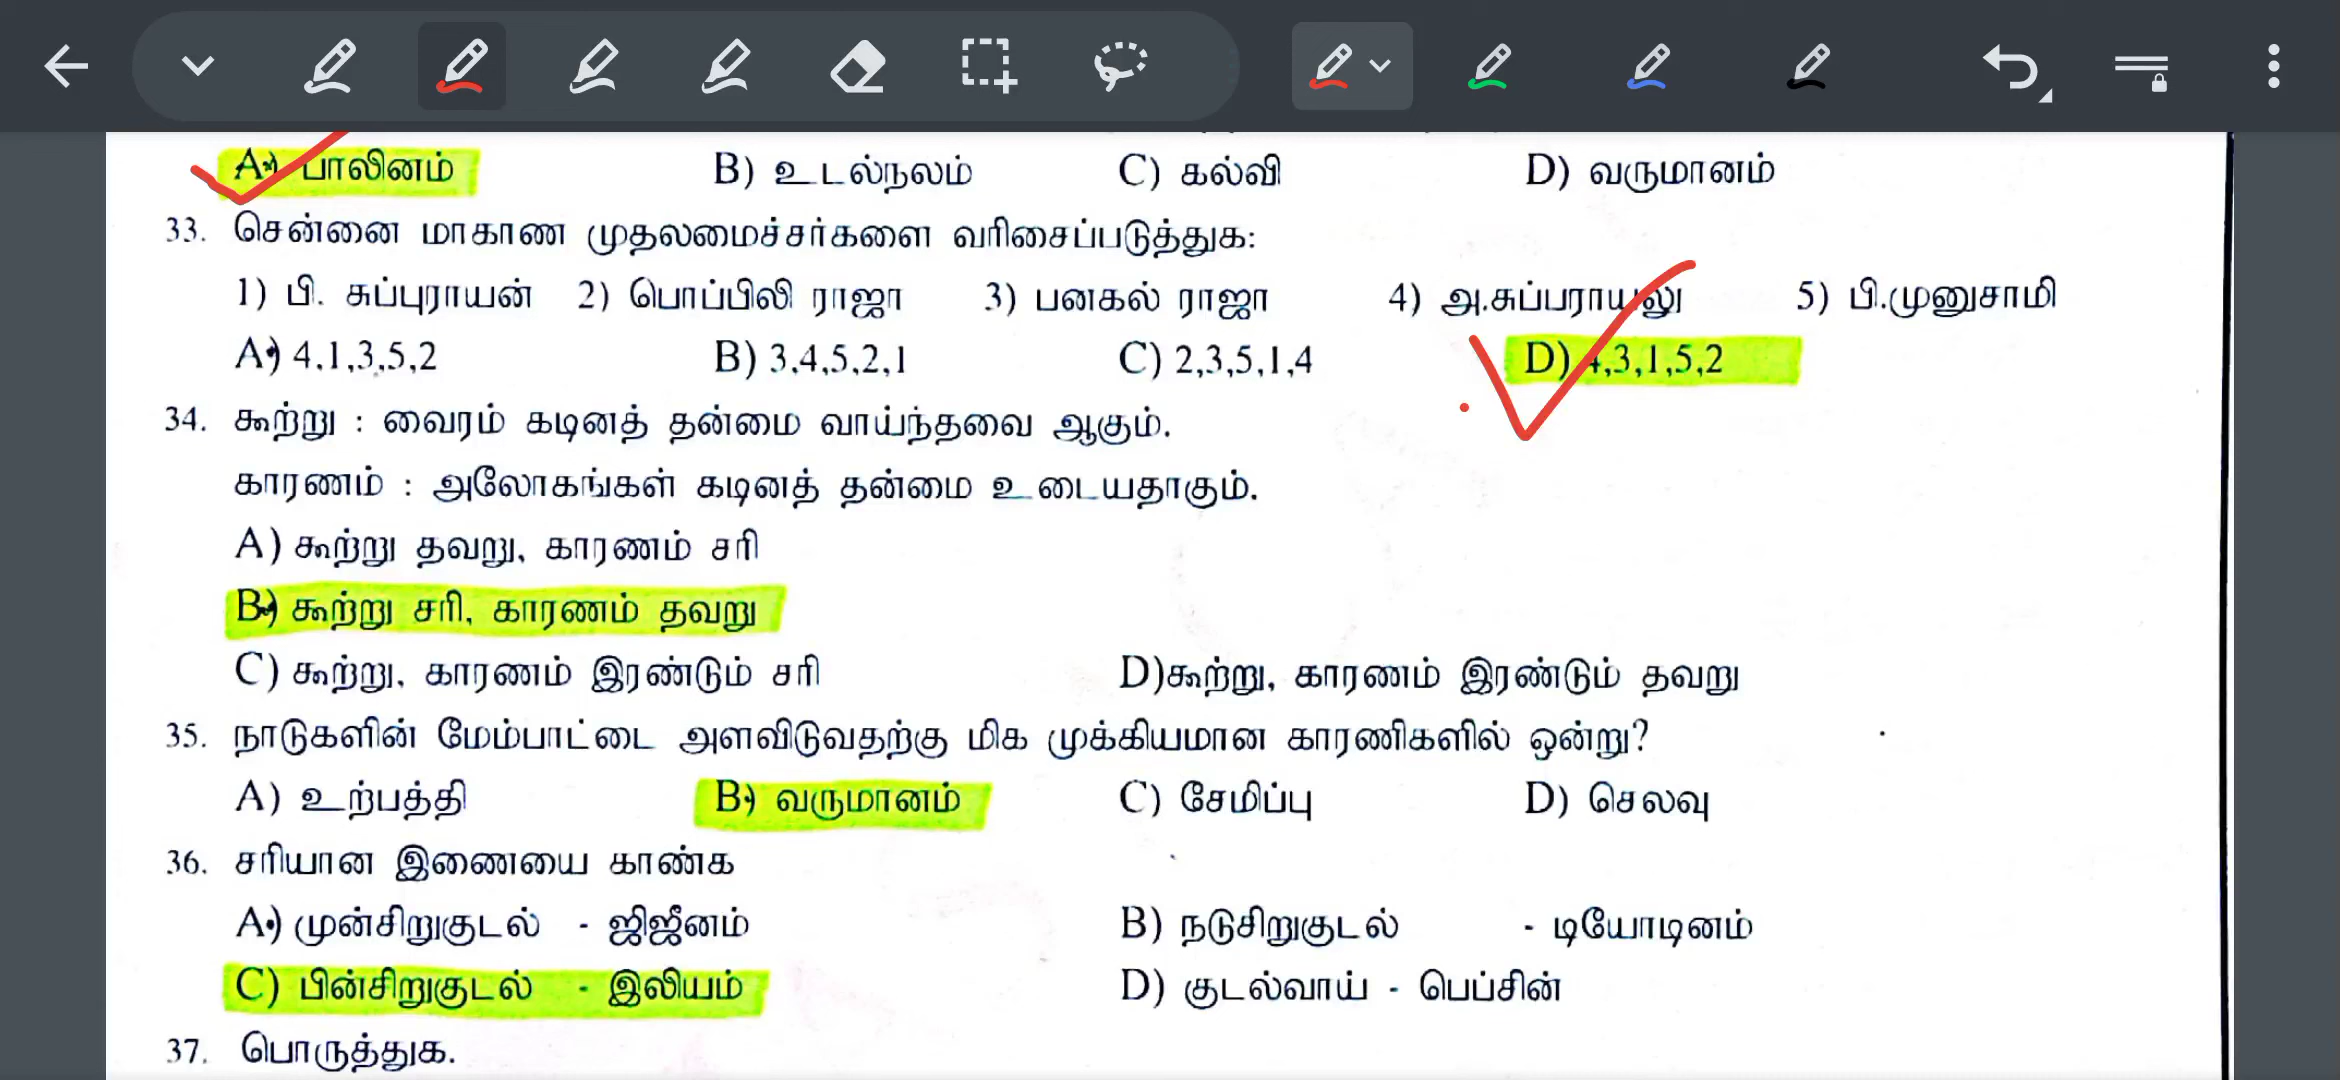 A) பாலினம் B) உடல்நலம் C) கல்வி D) வருமானம்
33. சென்னை மாகாண முதலமைச்சர்களை வரிசைப்படுத்துக:
1) பி. சுப்புராயன் 2) பொப்பிலி ராஜா 3) பனகல் ராஜா 4) அ.சுப்பராயலு 5) பி.முனுசாமி
A) 4,1,3,5,2 B) 3,4,5,2,1 C) 2,3,5,1,4 D) 4,3,1,5,2
34. கூற்று : வைரம் கடினத் தன்மை வாய்ந்தவை ஆகும்.
காரணம் : அலோகங்கள் கடினத் தன்மை உடையதாகும்.
A) கூற்று தவறு, காரணம் சரி
B) கூற்று சரி, காரணம் தவறு
C) கூற்று, காரணம் இரண்டும் சரி D)கூற்று, காரணம் இரண்டும் தவறு
35. நாடுகளின் மேம்பாட்டை அளவிடுவதற்கு மிக முக்கியமான காரணிகளில் ஒன்று?
A) உற்பத்தி B) வருமானம் C) சேமிப்பு D) செலவு
36. சரியான இணையை காண்க
A) முன்சிறுகுடல் - ஜிஜீனம் B) நடுசிறுகுடல் - டியோடினம்
C) பின்சிறுகுடல் - இலியம் D) குடல்வாய் - பெப்சின்
37. பொருத்துக.